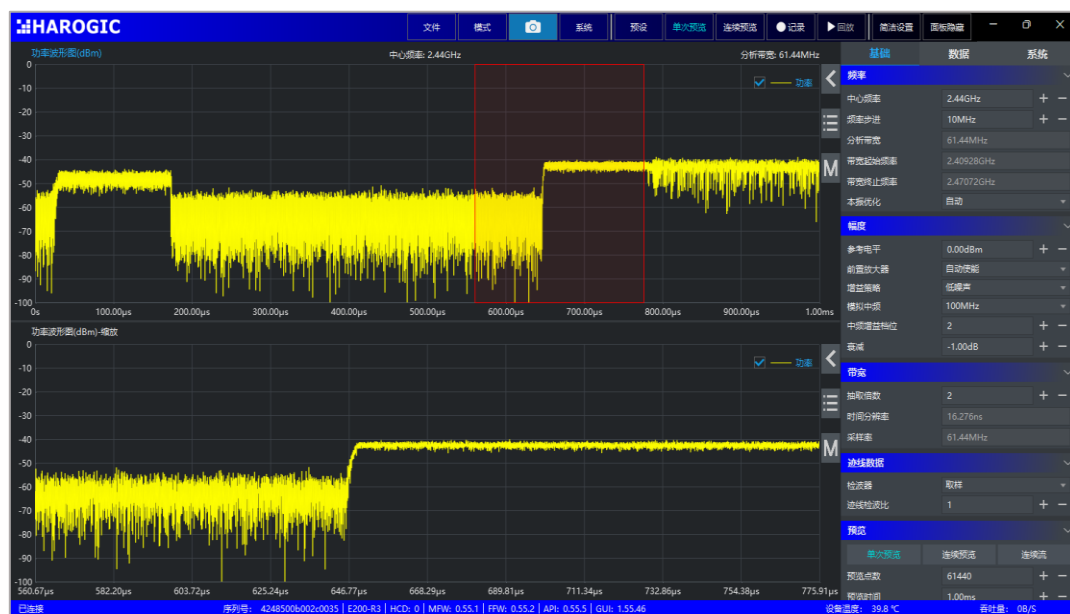 HAROGIC 文件 模式 系统 预设 单次预览 连续预览 记录 回放 简洁设置 面板隐藏
功率波形图(dBm) 中心频率: 2.44GHz 分析带宽: 61.44MHz
功率
0
-10
-20
-30
-40
-50
-60
-70
-80
-90
-100
0s 100.00μs 200.00μs 300.00μs 400.00μs 500.00μs 600.00μs 700.00μs 800.00μs 900.00μs 1.00ms
M
功率波形图(dBm)-缩放
功率
0
-10
-20
-30
-40
-50
-60
-70
-80
-90
-100
560.67μs 582.20μs 603.72μs 625.24μs 646.77μs 668.29μs 689.81μs 711.34μs 732.86μs 754.38μs 775.91μs
M
基础 数据 系统
频率
中心频率 2.44GHz + −
频率步进 10MHz + −
分析带宽 61.44MHz
带宽起始频率 2.40928GHz
带宽终止频率 2.47072GHz
本振优化 自动
幅度
参考电平 0.00dBm + −
前置放大器 自动使能
增益策略 低噪声
模拟中频 100MHz
中频增益档位 2 + −
衰减 -1.00dB + −
带宽
抽取倍数 2 + −
时间分辨率 16.276ns
采样率 61.44MHz
迹线数据
检波器 取样
迹线检波比 1 + −
预览
单次预览 连续预览 连续流
预览点数 61440 + −
预览时间 1.00ms + −
已连接 序列号: 4248500b002c0035 | E200-R3 | HCD: 0 | MFW: 0.55.1 | FFW: 0.55.2 | API: 0.55.5 | GUI: 1.55.46 设备温度: 39.8 ℃ 吞吐量: 0B/S